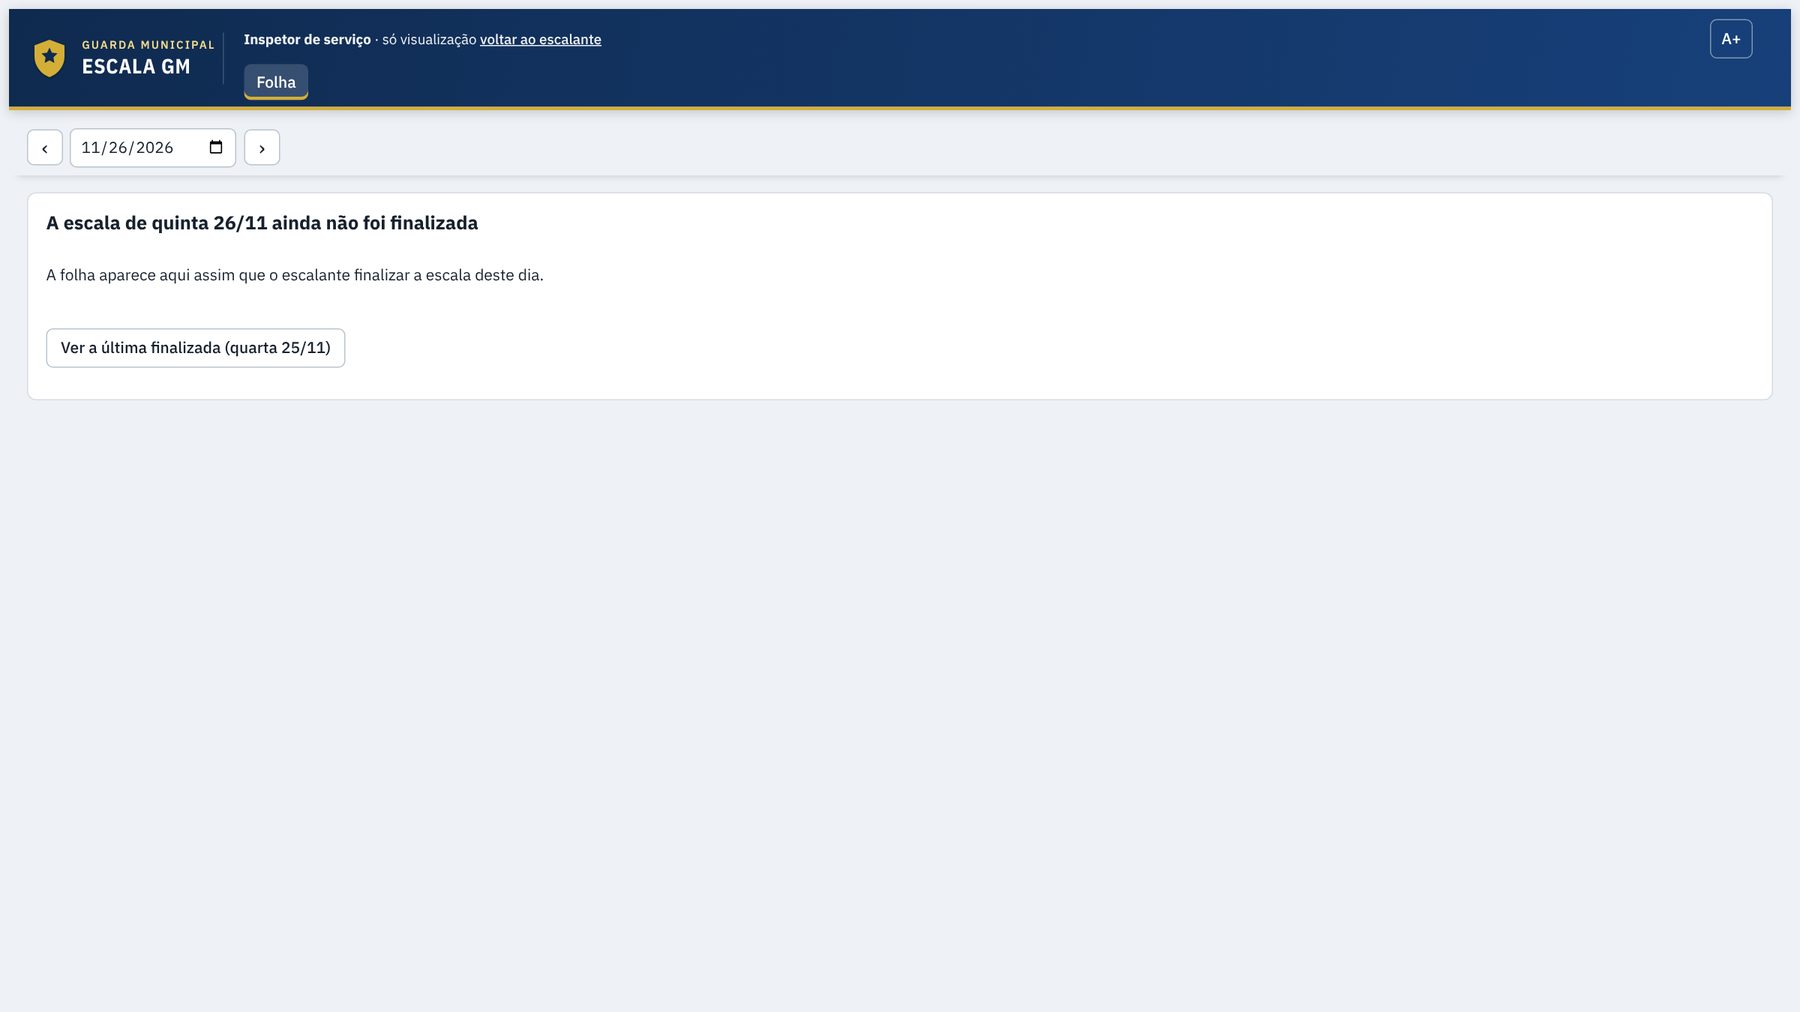 GUARDA MUNICIPAL
ESCALA GM
Inspetor de serviço · só visualização voltar ao escalante
Folha
A+
‹ 11/26/2026 ›
A escala de quinta 26/11 ainda não foi finalizada
A folha aparece aqui assim que o escalante finalizar a escala deste dia.
Ver a última finalizada (quarta 25/11)